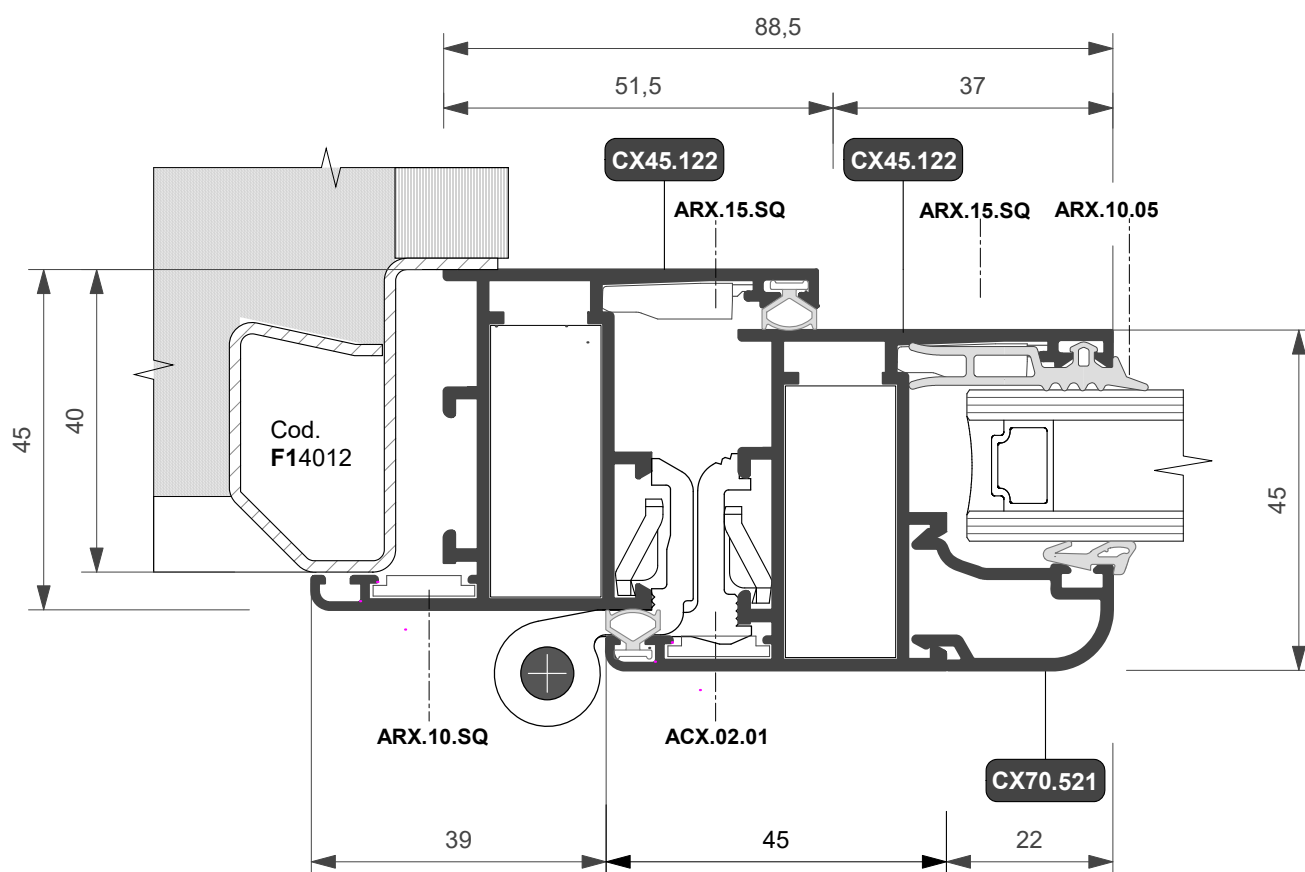 88,5
51,5
37
CX45.122
CX45.122
ARX.15.SQ
ARX.15.SQ
ARX.10.05
45
40
Cod.
F14012
45
ARX.10.SQ
ACX.02.01
CX70.521
39
45
22